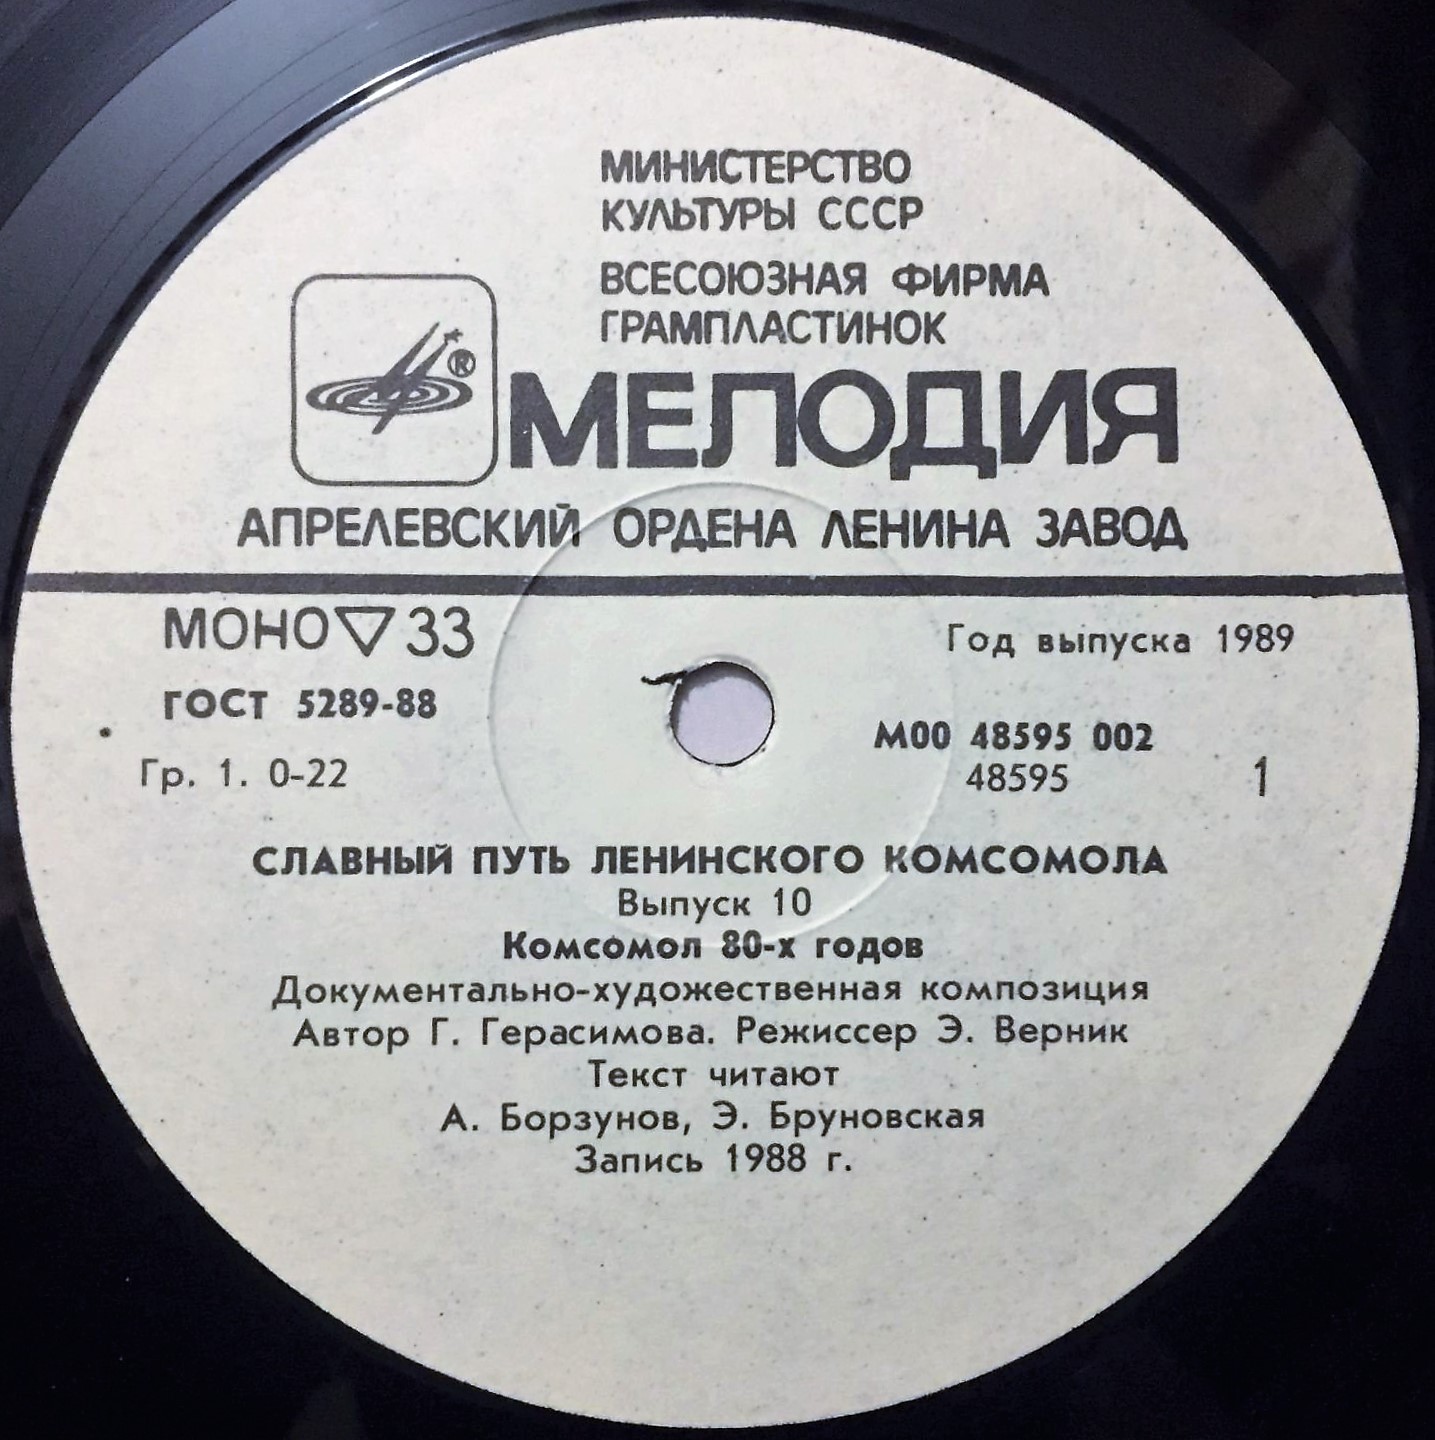 МИНИСТЕРСТВО
КУЛЬТУРЫ СССР
ВСЕСОЮЗНАЯ ФИРМА
ГРАМПЛАСТИНОК
®
МЕЛОДИЯ
АПРЕЛЕВСКИЙ ОРДЕНА ЛЕНИНА ЗАВОД
МОНО ▽ 33
Год выпуска 1989
ГОСТ 5289-88
М00 48595 002
Гр. 1. 0-22
48595
1
СЛАВНЫЙ ПУТЬ ЛЕНИНСКОГО КОМСОМОЛА
Выпуск 10
Комсомол 80-х годов
Документально-художественная композиция
Автор Г. Герасимова. Режиссер Э. Верник
Текст читают
А. Борзунов, Э. Бруновская
Запись 1988 г.